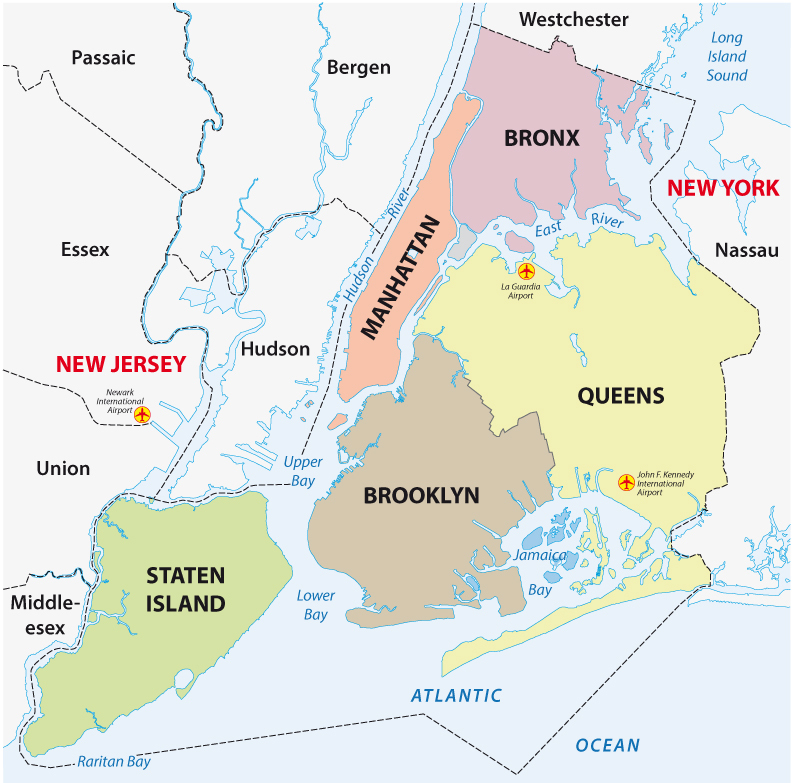 Westchester
Passaic
Long
Island
Sound
Bergen
BRONX
NEW YORK
Hudson River
East River
Essex
Nassau
MANHATTAN
La Guardia
Airport
Hudson
NEW JERSEY
Newark
International
Airport
QUEENS
Union
Upper
Bay
John F. Kennedy
International
Airport
BROOKLYN
Jamaica
Bay
STATEN
ISLAND
Middle-
esex
Lower
Bay
ATLANTIC
OCEAN
Raritan Bay